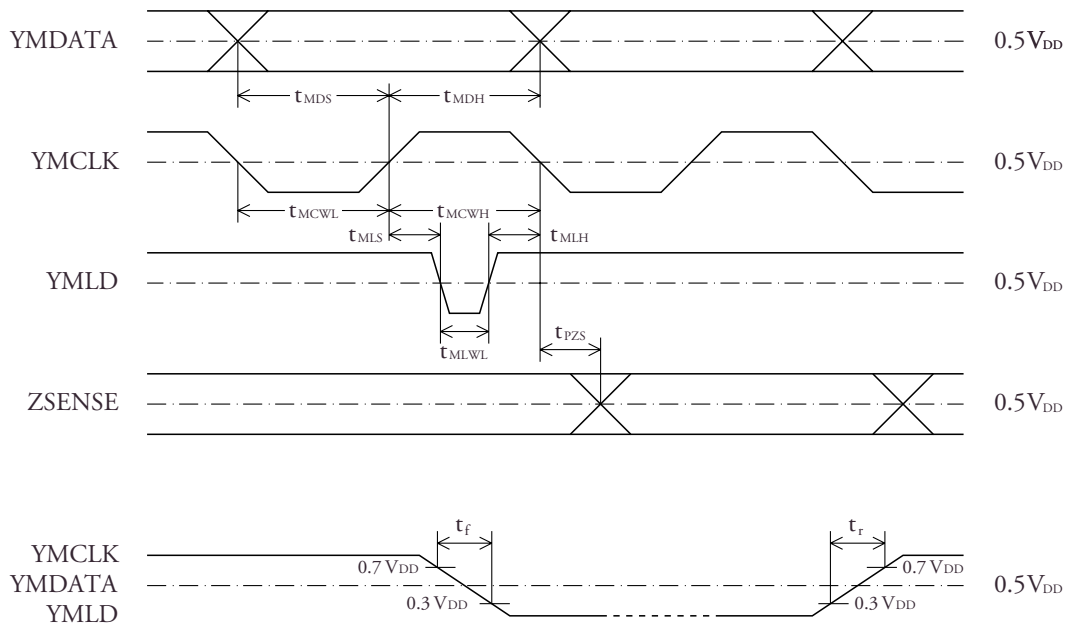 YMDATA 0.5VDD
tMDS tMDH
YMCLK 0.5VDD
tMCWL tMCWH
tMLS tMLH
YMLD 0.5VDD
tPZS
tMLWL
ZSENSE 0.5VDD
tf tr
YMCLK
0.7 VDD 0.7 VDD
YMDATA 0.5VDD
0.3 VDD 0.3 VDD
YMLD